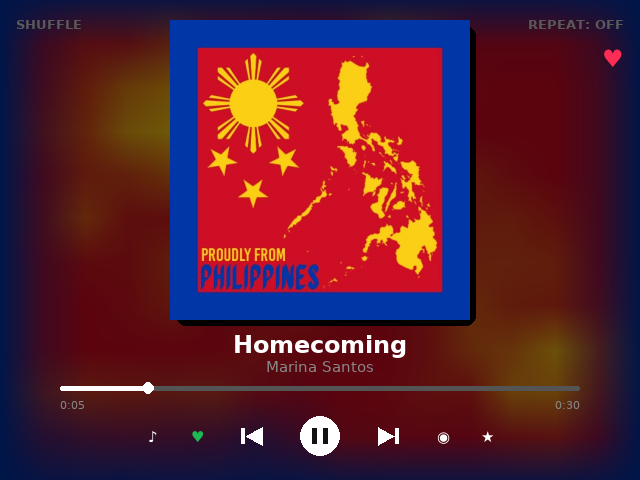 SHUFFLE
REPEAT: OFF
PROUDLY FROM
PHILIPPINES
Homecoming
Marina Santos
0:05
0:30